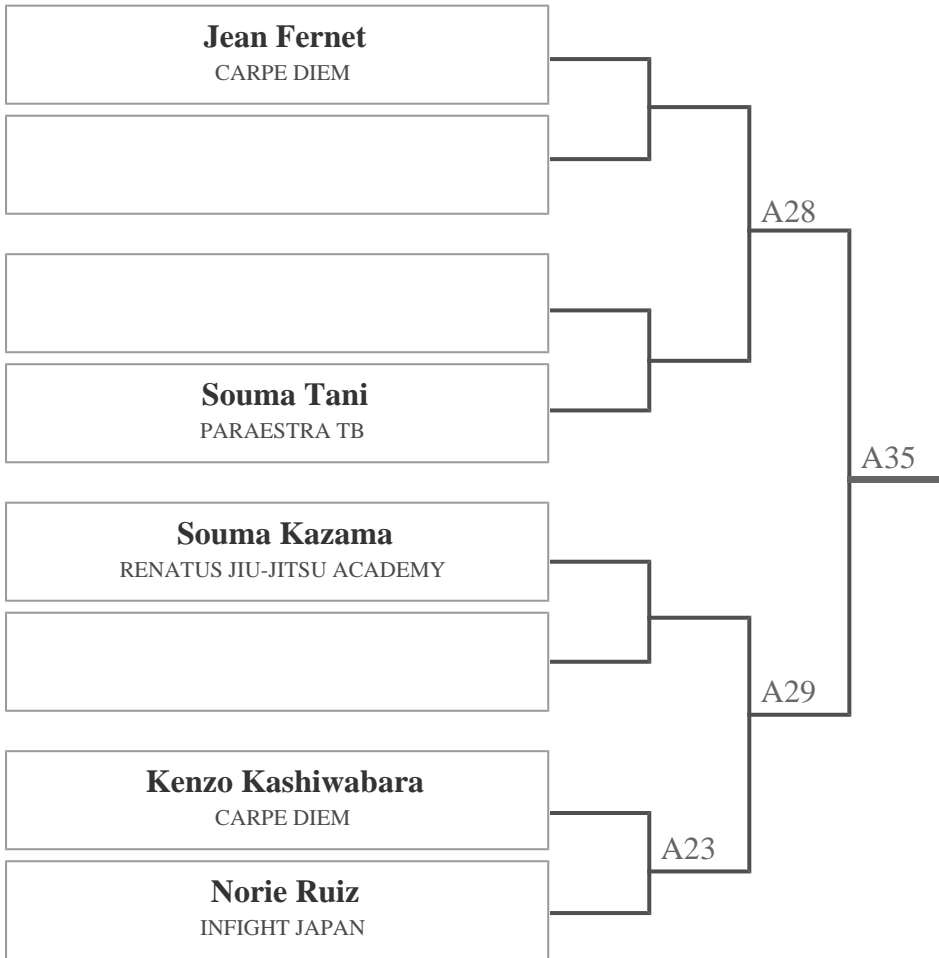 Jean Fernet
CARPE DIEM
A28
Souma Tani
PARAESTRA TB
A35
Souma Kazama
RENATUS JIU-JITSU ACADEMY
A29
Kenzo Kashiwabara
CARPE DIEM
A23
Norie Ruiz
INFIGHT JAPAN